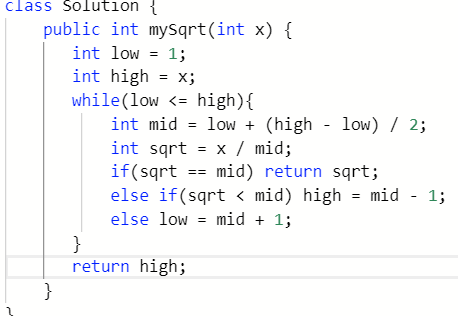 class Solution {
    public int mySqrt(int x) {
        int low = 1;
        int high = x;
        while(low <= high){
            int mid = low + (high - low) / 2;
            int sqrt = x / mid;
            if(sqrt == mid) return sqrt;
            else if(sqrt < mid) high = mid - 1;
            else low = mid + 1;
        }
        return high;
    }
}